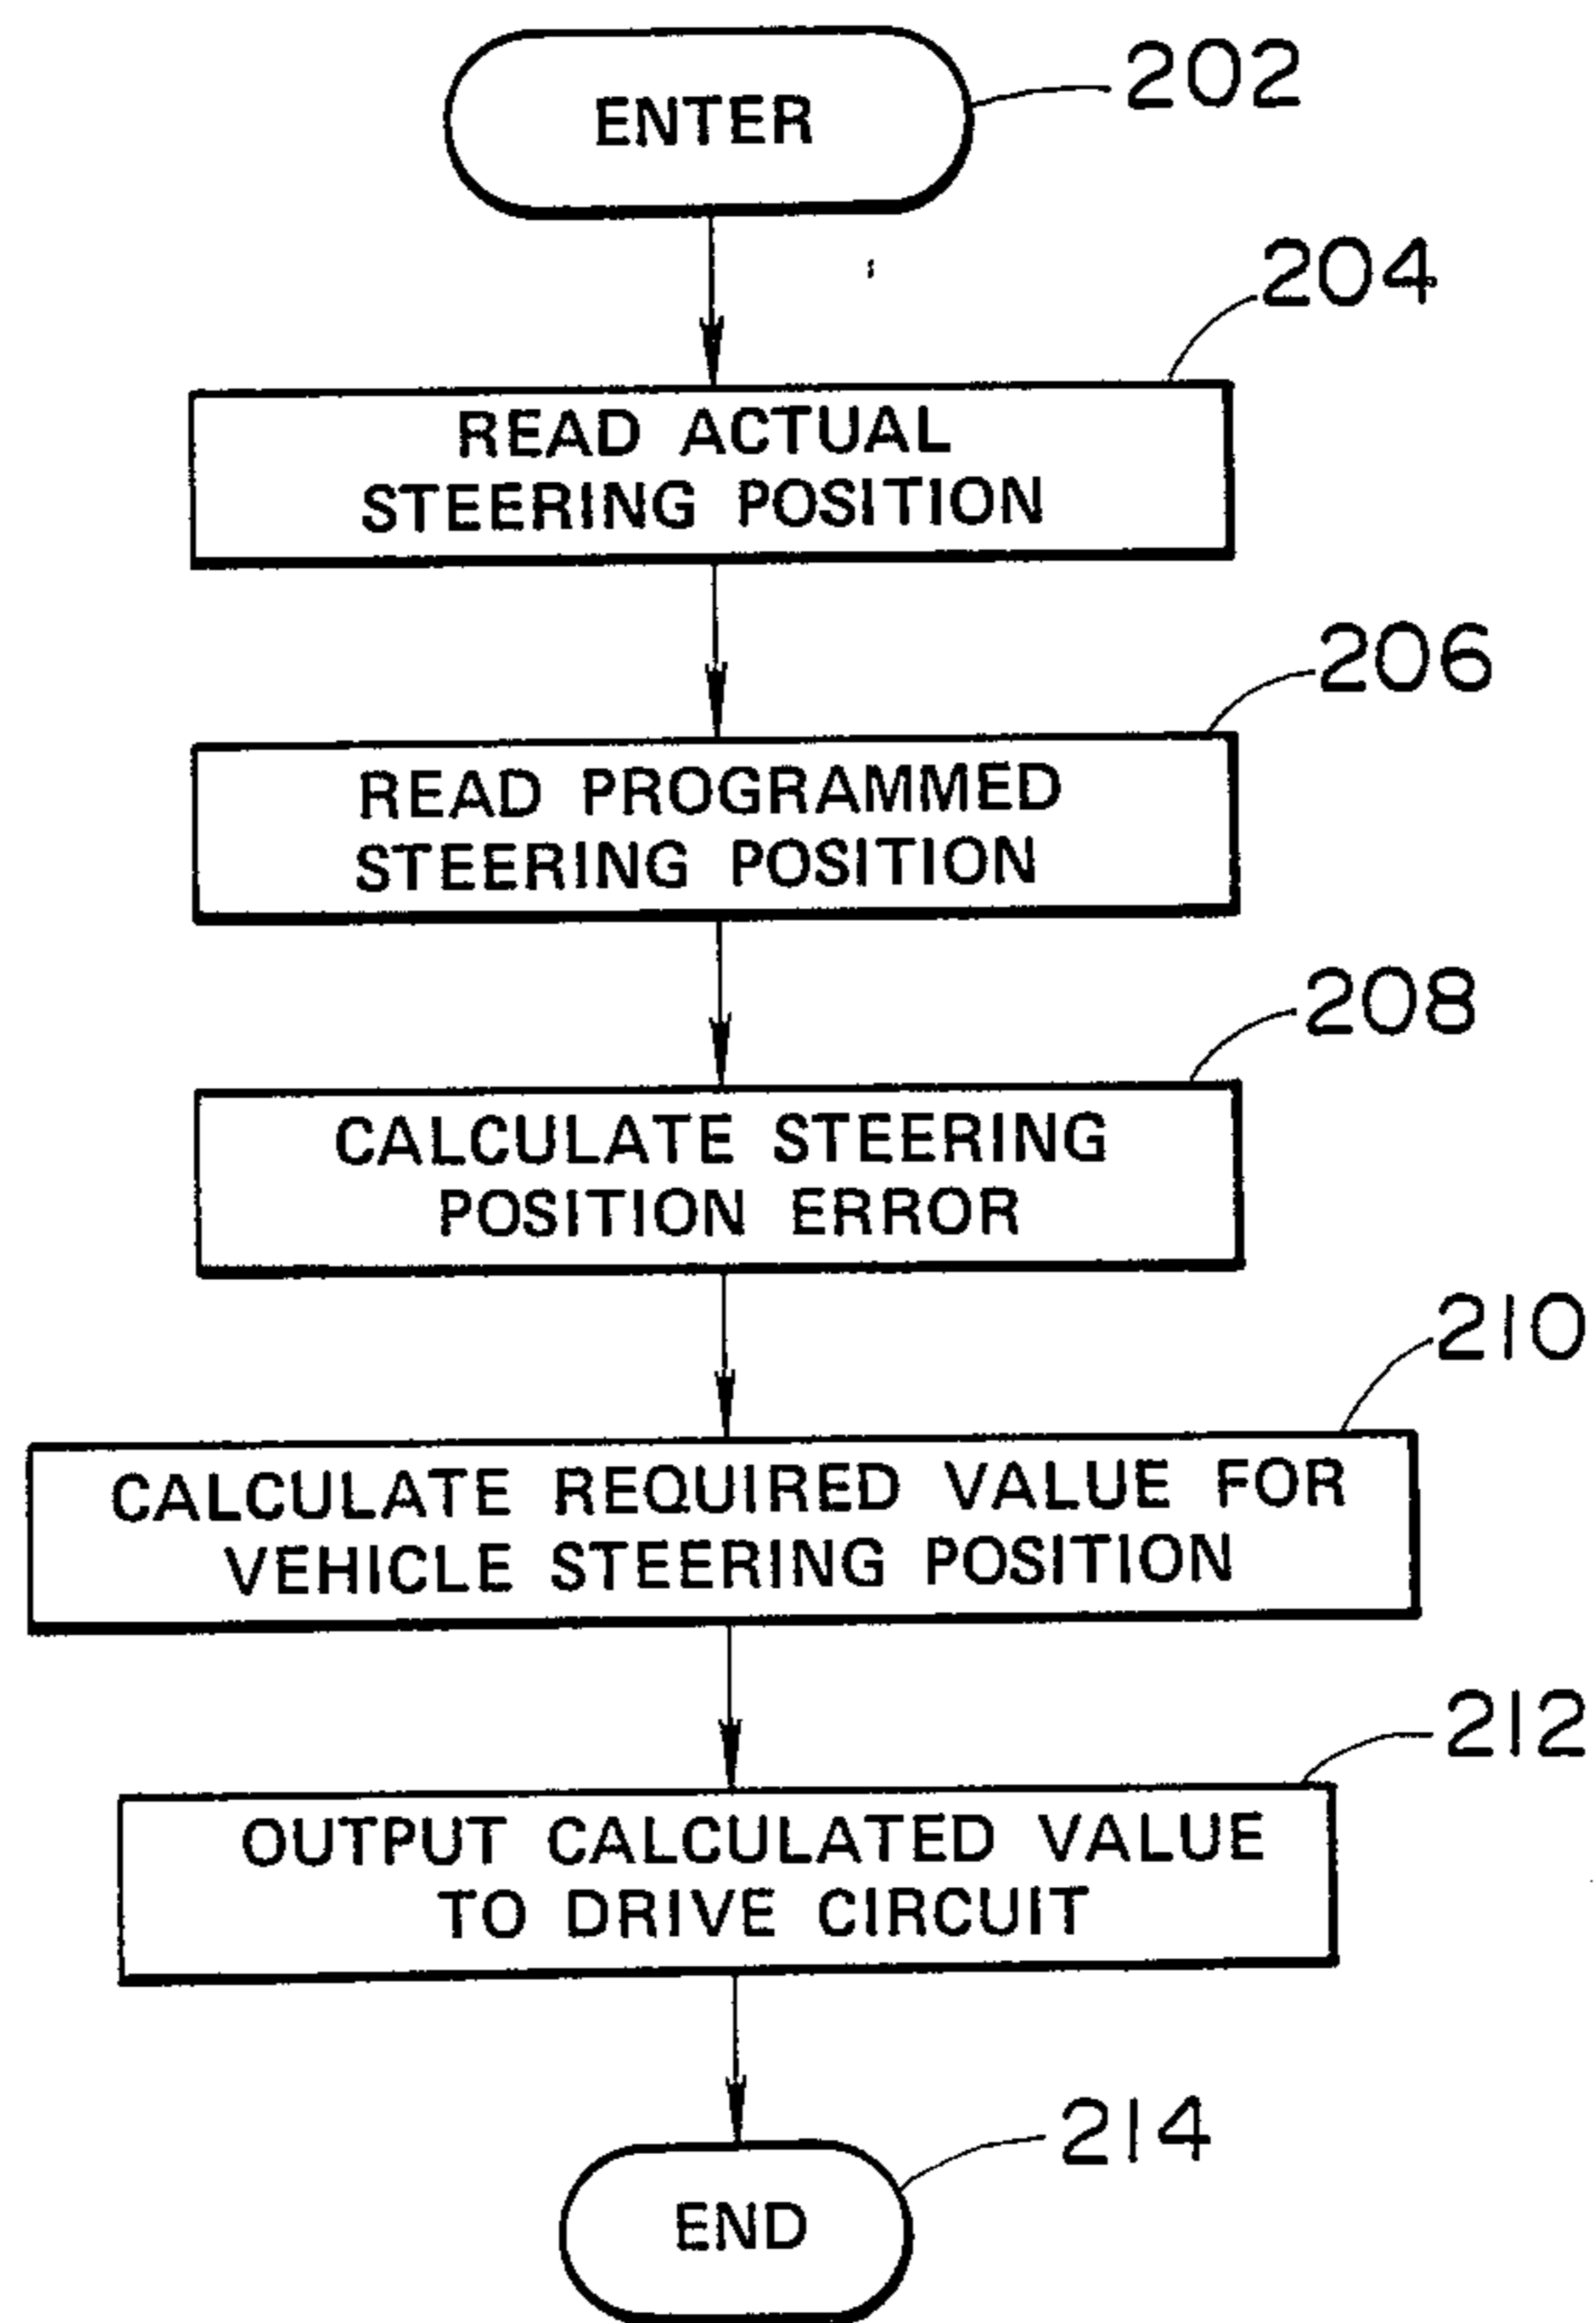 ENTER
202
204
READ ACTUAL
STEERING POSITION
206
READ PROGRAMMED
STEERING POSITION
208
CALCULATE STEERING
POSITION ERROR
210
CALCULATE REQUIRED VALUE FOR
VEHICLE STEERING POSITION
212
OUTPUT CALCULATED VALUE
TO DRIVE CIRCUIT
214
END